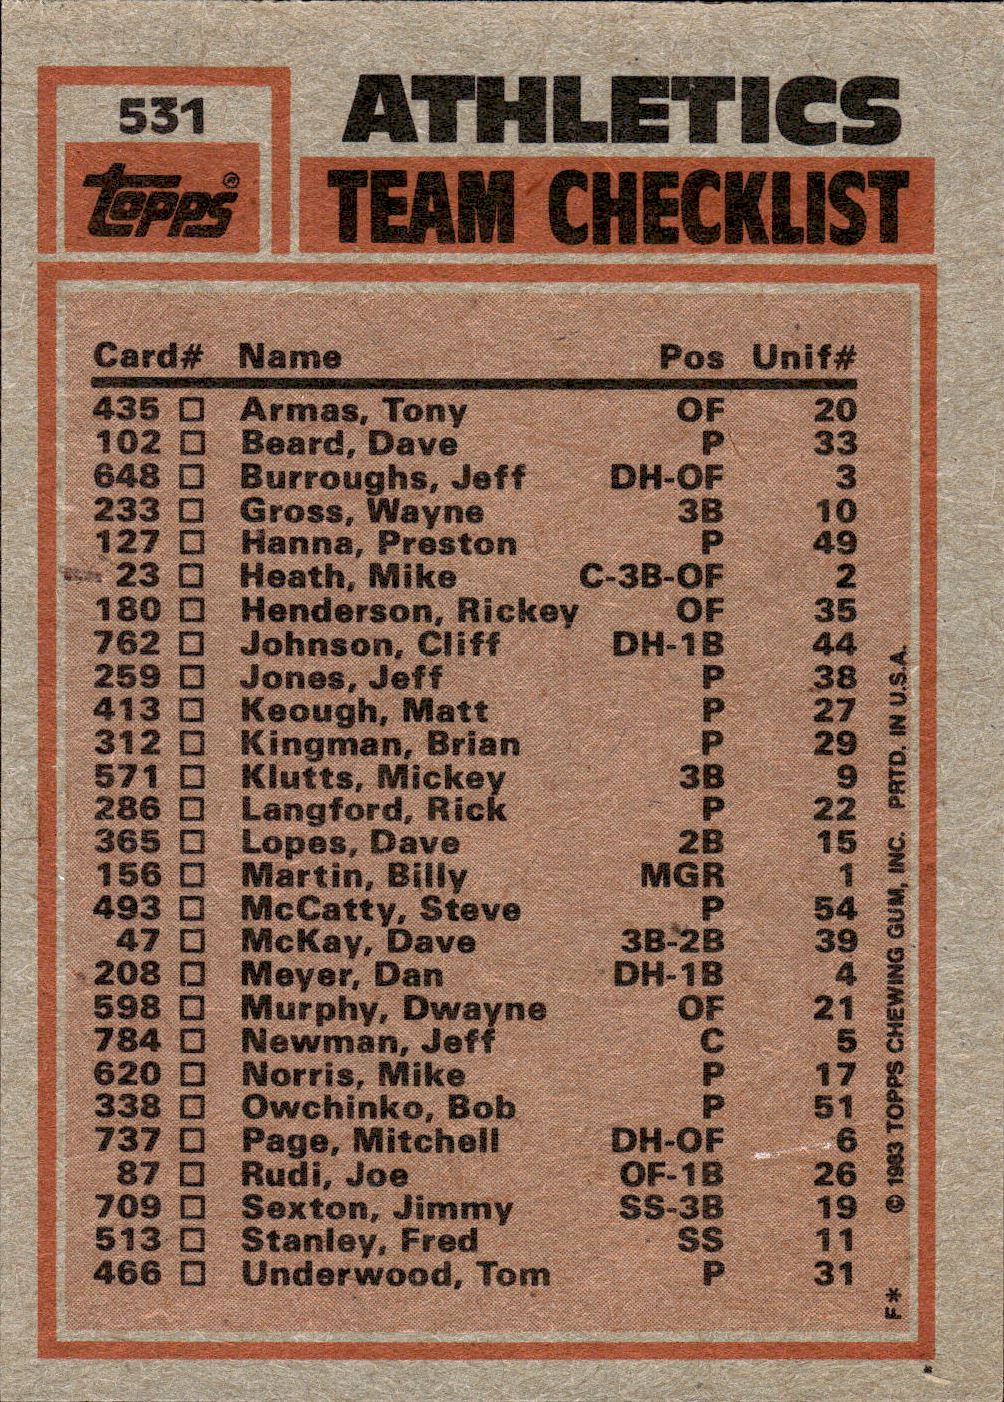 531
topps®
ATHLETICS
TEAM CHECKLIST
Card# Name Pos Unif#
435 □ Armas, Tony OF 20
102 □ Beard, Dave P 33
648 □ Burroughs, Jeff DH-OF 3
233 □ Gross, Wayne 3B 10
127 □ Hanna, Preston P 49
23 □ Heath, Mike C-3B-OF 2
180 □ Henderson, Rickey OF 35
762 □ Johnson, Cliff DH-1B 44
259 □ Jones, Jeff P 38
413 □ Keough, Matt P 27
312 □ Kingman, Brian P 29
571 □ Klutts, Mickey 3B 9
286 □ Langford, Rick P 22
365 □ Lopes, Dave 2B 15
156 □ Martin, Billy MGR 1
493 □ McCatty, Steve P 54
47 □ McKay, Dave 3B-2B 39
208 □ Meyer, Dan DH-1B 4
598 □ Murphy, Dwayne OF 21
784 □ Newman, Jeff C 5
620 □ Norris, Mike P 17
338 □ Owchinko, Bob P 51
737 □ Page, Mitchell DH-OF 6
87 □ Rudi, Joe OF-1B 26
709 □ Sexton, Jimmy SS-3B 19
513 □ Stanley, Fred SS 11
466 □ Underwood, Tom P 31
F* © 1983 TOPPS CHEWING GUM, INC. PRTD. IN U.S.A.